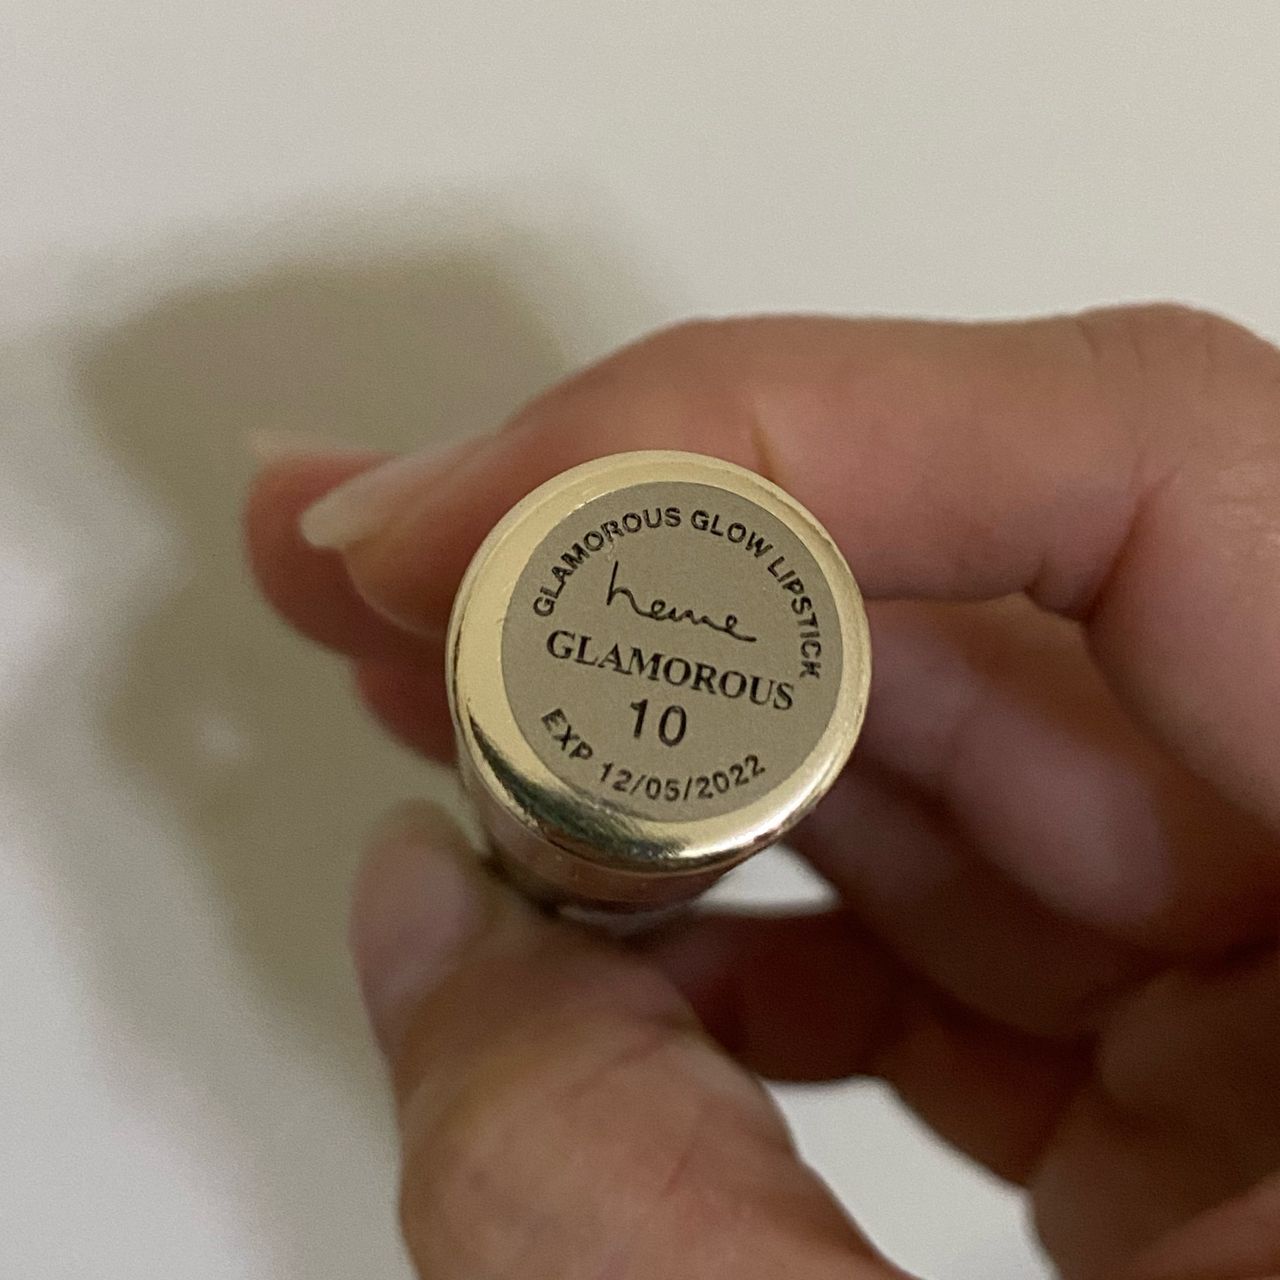 GLAMOROUS GLOW LIPSTICK
heme
GLAMOROUS
10
EXP 12/05/2022